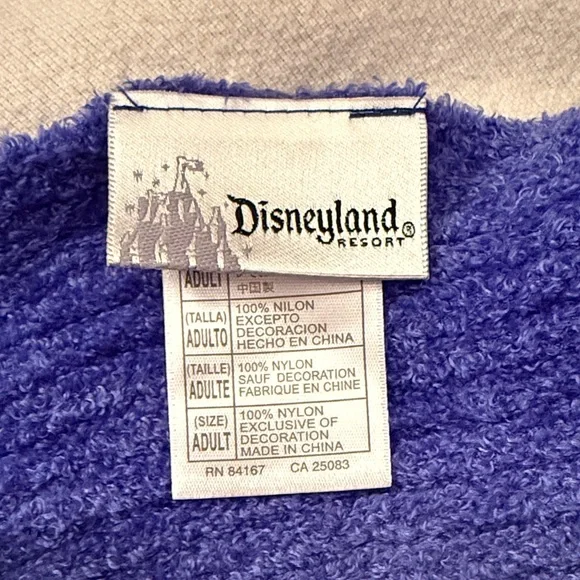 Disneyland®
RESORT
ADULT
中国製
(TALLA)
ADULTO
100% NILON
EXCEPTO
DECORACION
HECHO EN CHINA
(TAILLE)
ADULTE
100% NYLON
SAUF DECORATION
FABRIQUE EN CHINE
(SIZE)
ADULT
100% NYLON
EXCLUSIVE OF
DECORATION
MADE IN CHINA
RN 84167 CA 25083